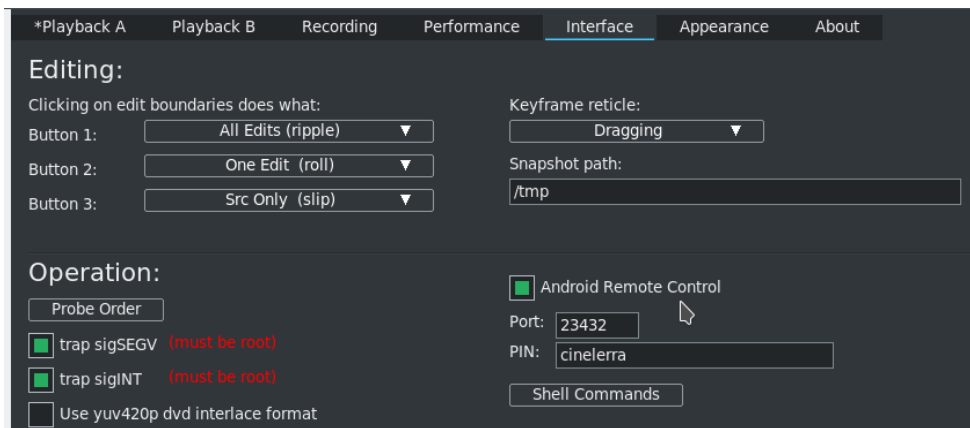 *Playback A Playback B Recording Performance Interface Appearance About
Editing:
Clicking on edit boundaries does what:
Button 1: All Edits (ripple)
Button 2: One Edit (roll)
Button 3: Src Only (slip)
Keyframe reticle:
Dragging
Snapshot path:
/tmp
Operation:
Probe Order
trap sigSEGV (must be root)
trap sigINT (must be root)
Use yuv420p dvd interlace format
Android Remote Control
Port: 23432
PIN: cinelerra
Shell Commands